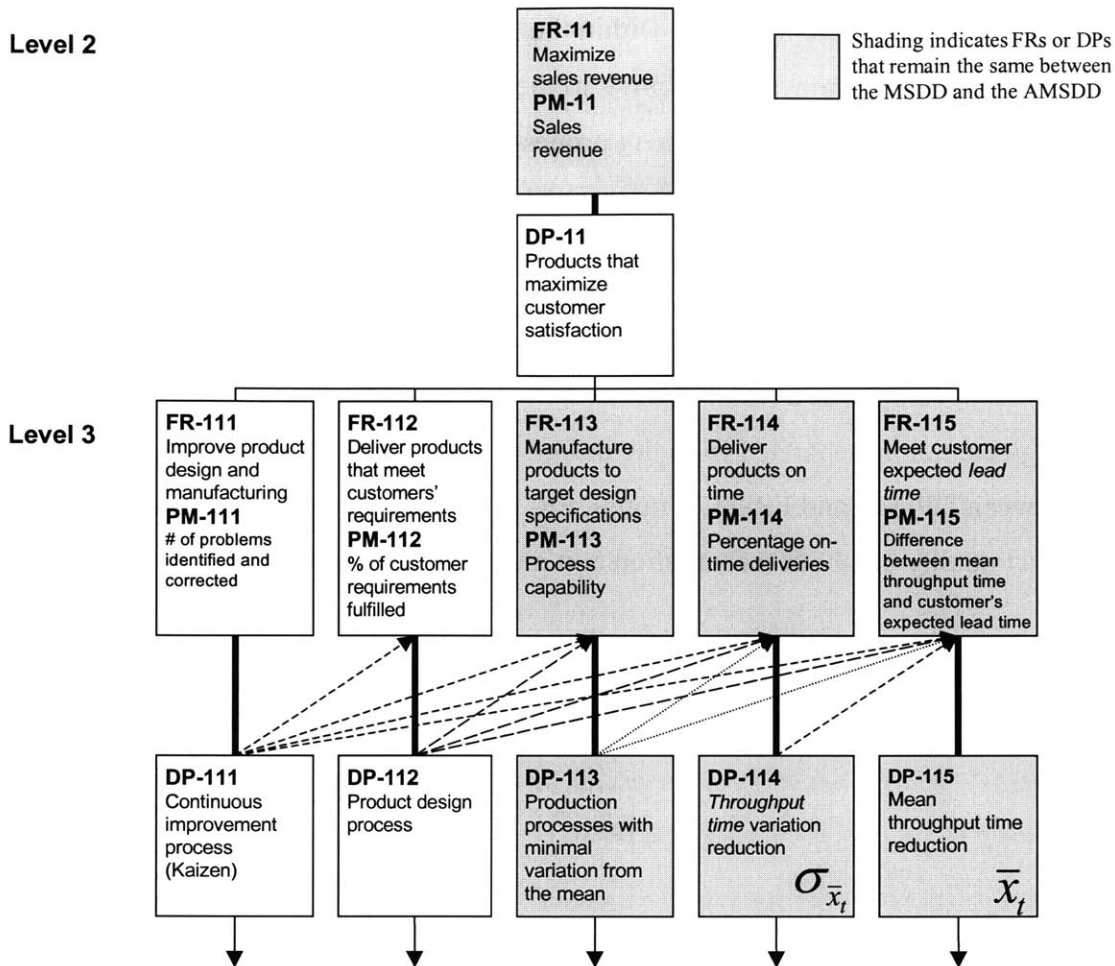 Level 2
FR-11
Maximize
sales revenue
PM-11
Sales
revenue
Shading indicates FRs or DPs
that remain the same between
the MSDD and the AMSDD
DP-11
Products that
maximize
customer
satisfaction
Level 3
FR-111
Improve product
design and
manufacturing
PM-111
# of problems
identified and
corrected
FR-112
Deliver products
that meet
customers'
requirements
PM-112
% of customer
requirements
fulfilled
FR-113
Manufacture
products to
target design
specifications
PM-113
Process
capability
FR-114
Deliver
products on
time
PM-114
Percentage on-
time deliveries
FR-115
Meet customer
expected lead
time
PM-115
Difference
between mean
throughput time
and customer's
expected lead time
DP-111
Continuous
improvement
process
(Kaizen)
DP-112
Product design
process
DP-113
Production
processes with
minimal
variation from
the mean
DP-114
Throughput
time variation
reduction
σ_x̄_t
DP-115
Mean
throughput time
reduction
x̄_t